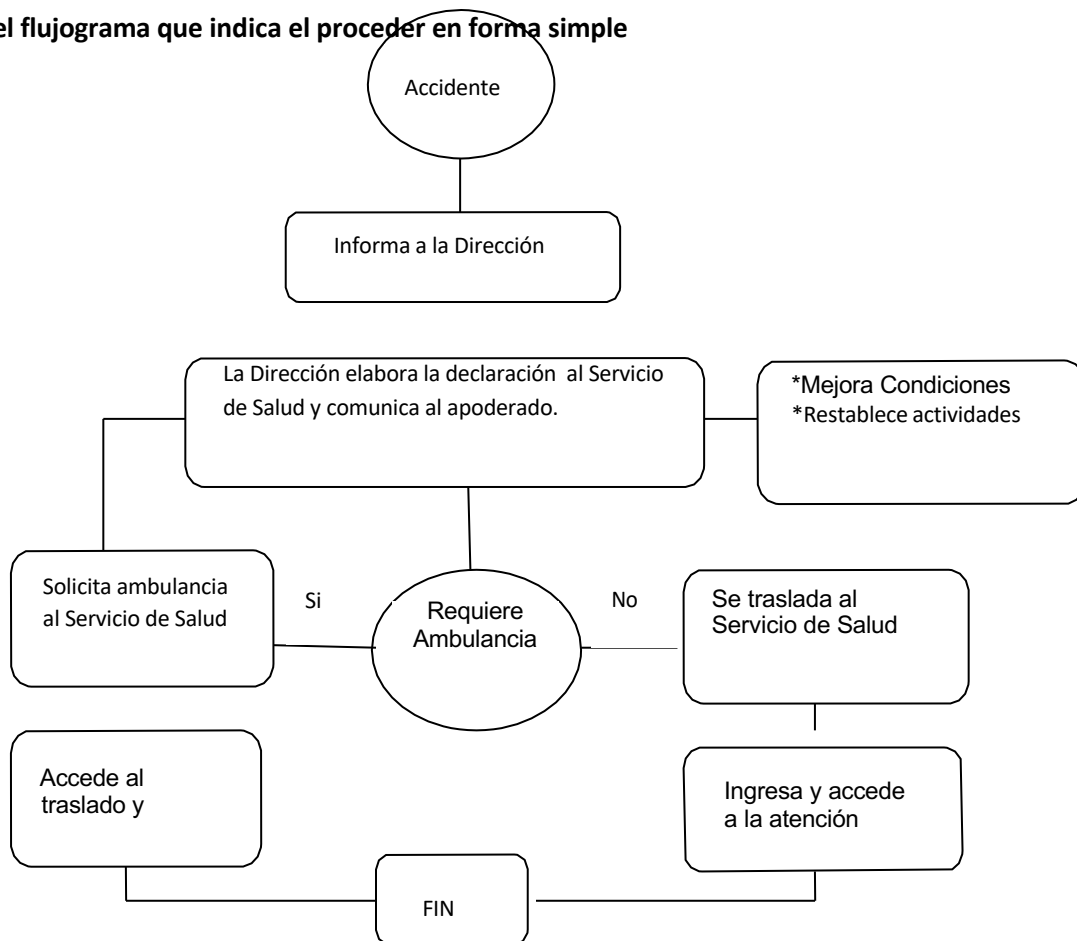 el flujograma que indica el proceder en forma simple
Accidente
Informa a la Dirección
La Dirección elabora la declaración al Servicio
de Salud y comunica al apoderado.
*Mejora Condiciones
*Restablece actividades
Solicita ambulancia
al Servicio de Salud
Si
Requiere
Ambulancia
No
Se traslada al
Servicio de Salud
Accede al
traslado y
Ingresa y accede
a la atención
FIN